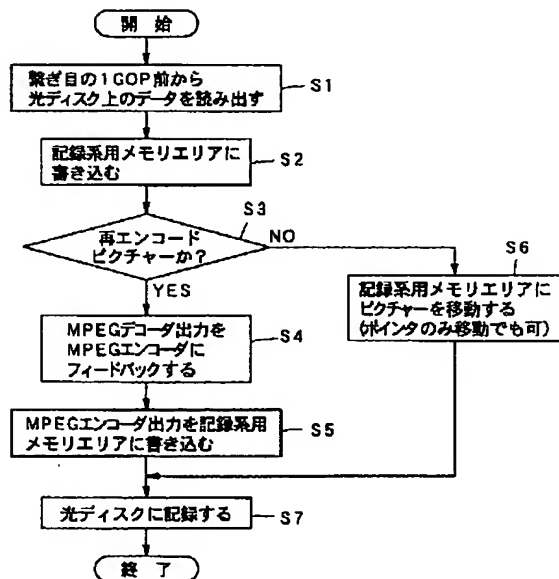 開 始
繋ぎ目の1GOP前から
光ディスク上のデータを読み出す
S1
記録系用メモリエリアに
書き込む
S2
S3
再エンコード
ピクチャーか?
NO
YES
S6
記録系用メモリエリアに
ピクチャーを移動する
(ポインタのみ移動でも可)
MPEGデコーダ出力を
MPEGエンコーダに
フィードバックする
S4
MPEGエンコーダ出力を記録系用
メモリエリアに書き込む
S5
光ディスクに記録する
S7
終 了